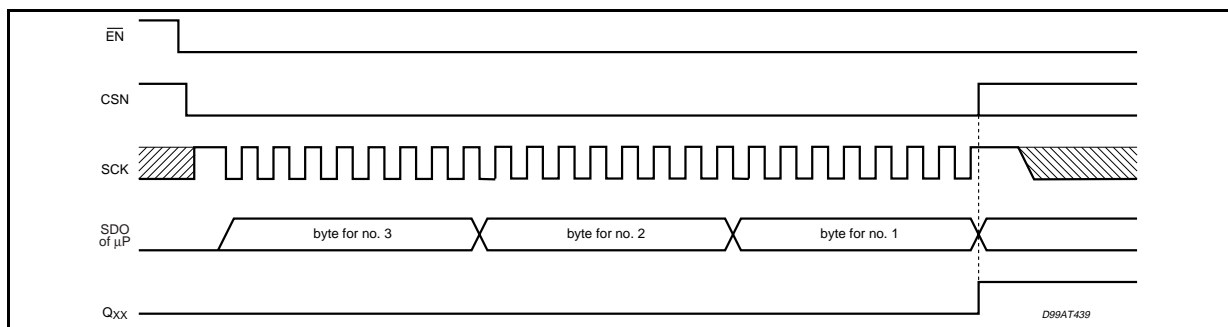 EN
CSN
SCK
SDO
of µP
byte for no. 3
byte for no. 2
byte for no. 1
QXX
D99AT439